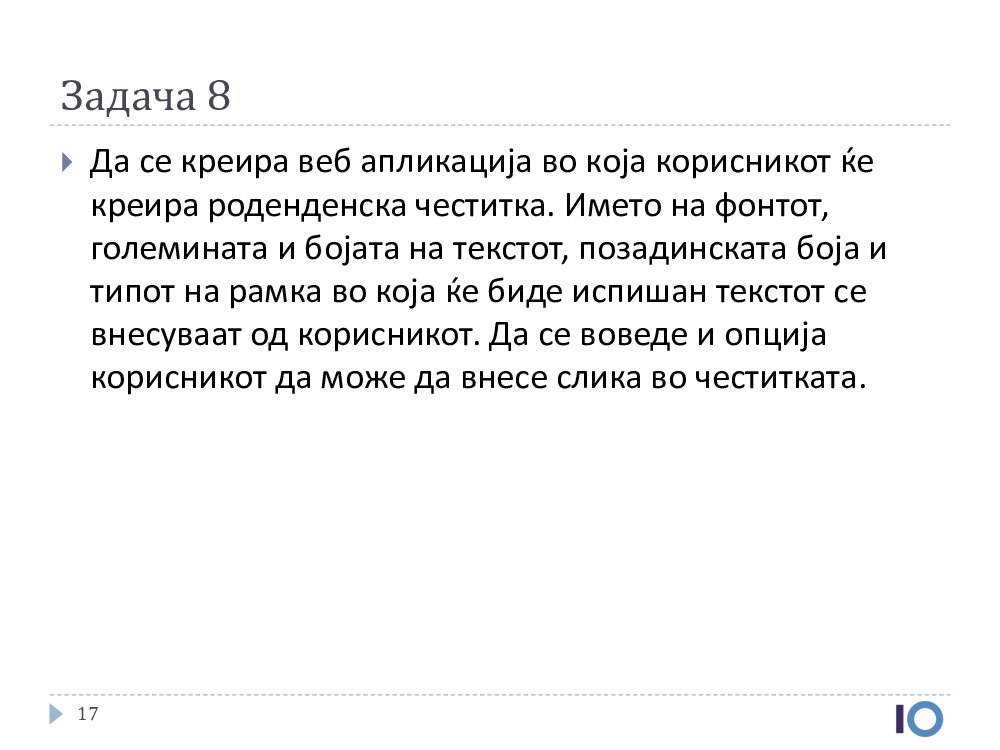 Задача 8
Да се креира веб апликација во која корисникот ќе
креира роденденска честитка. Името на фонтот,
големината и бојата на текстот, позадинската боја и
типот на рамка во која ќе биде испишан текстот се
внесуваат од корисникот. Да се воведе и опција
корисникот да може да внесе слика во честитката.
17
IO